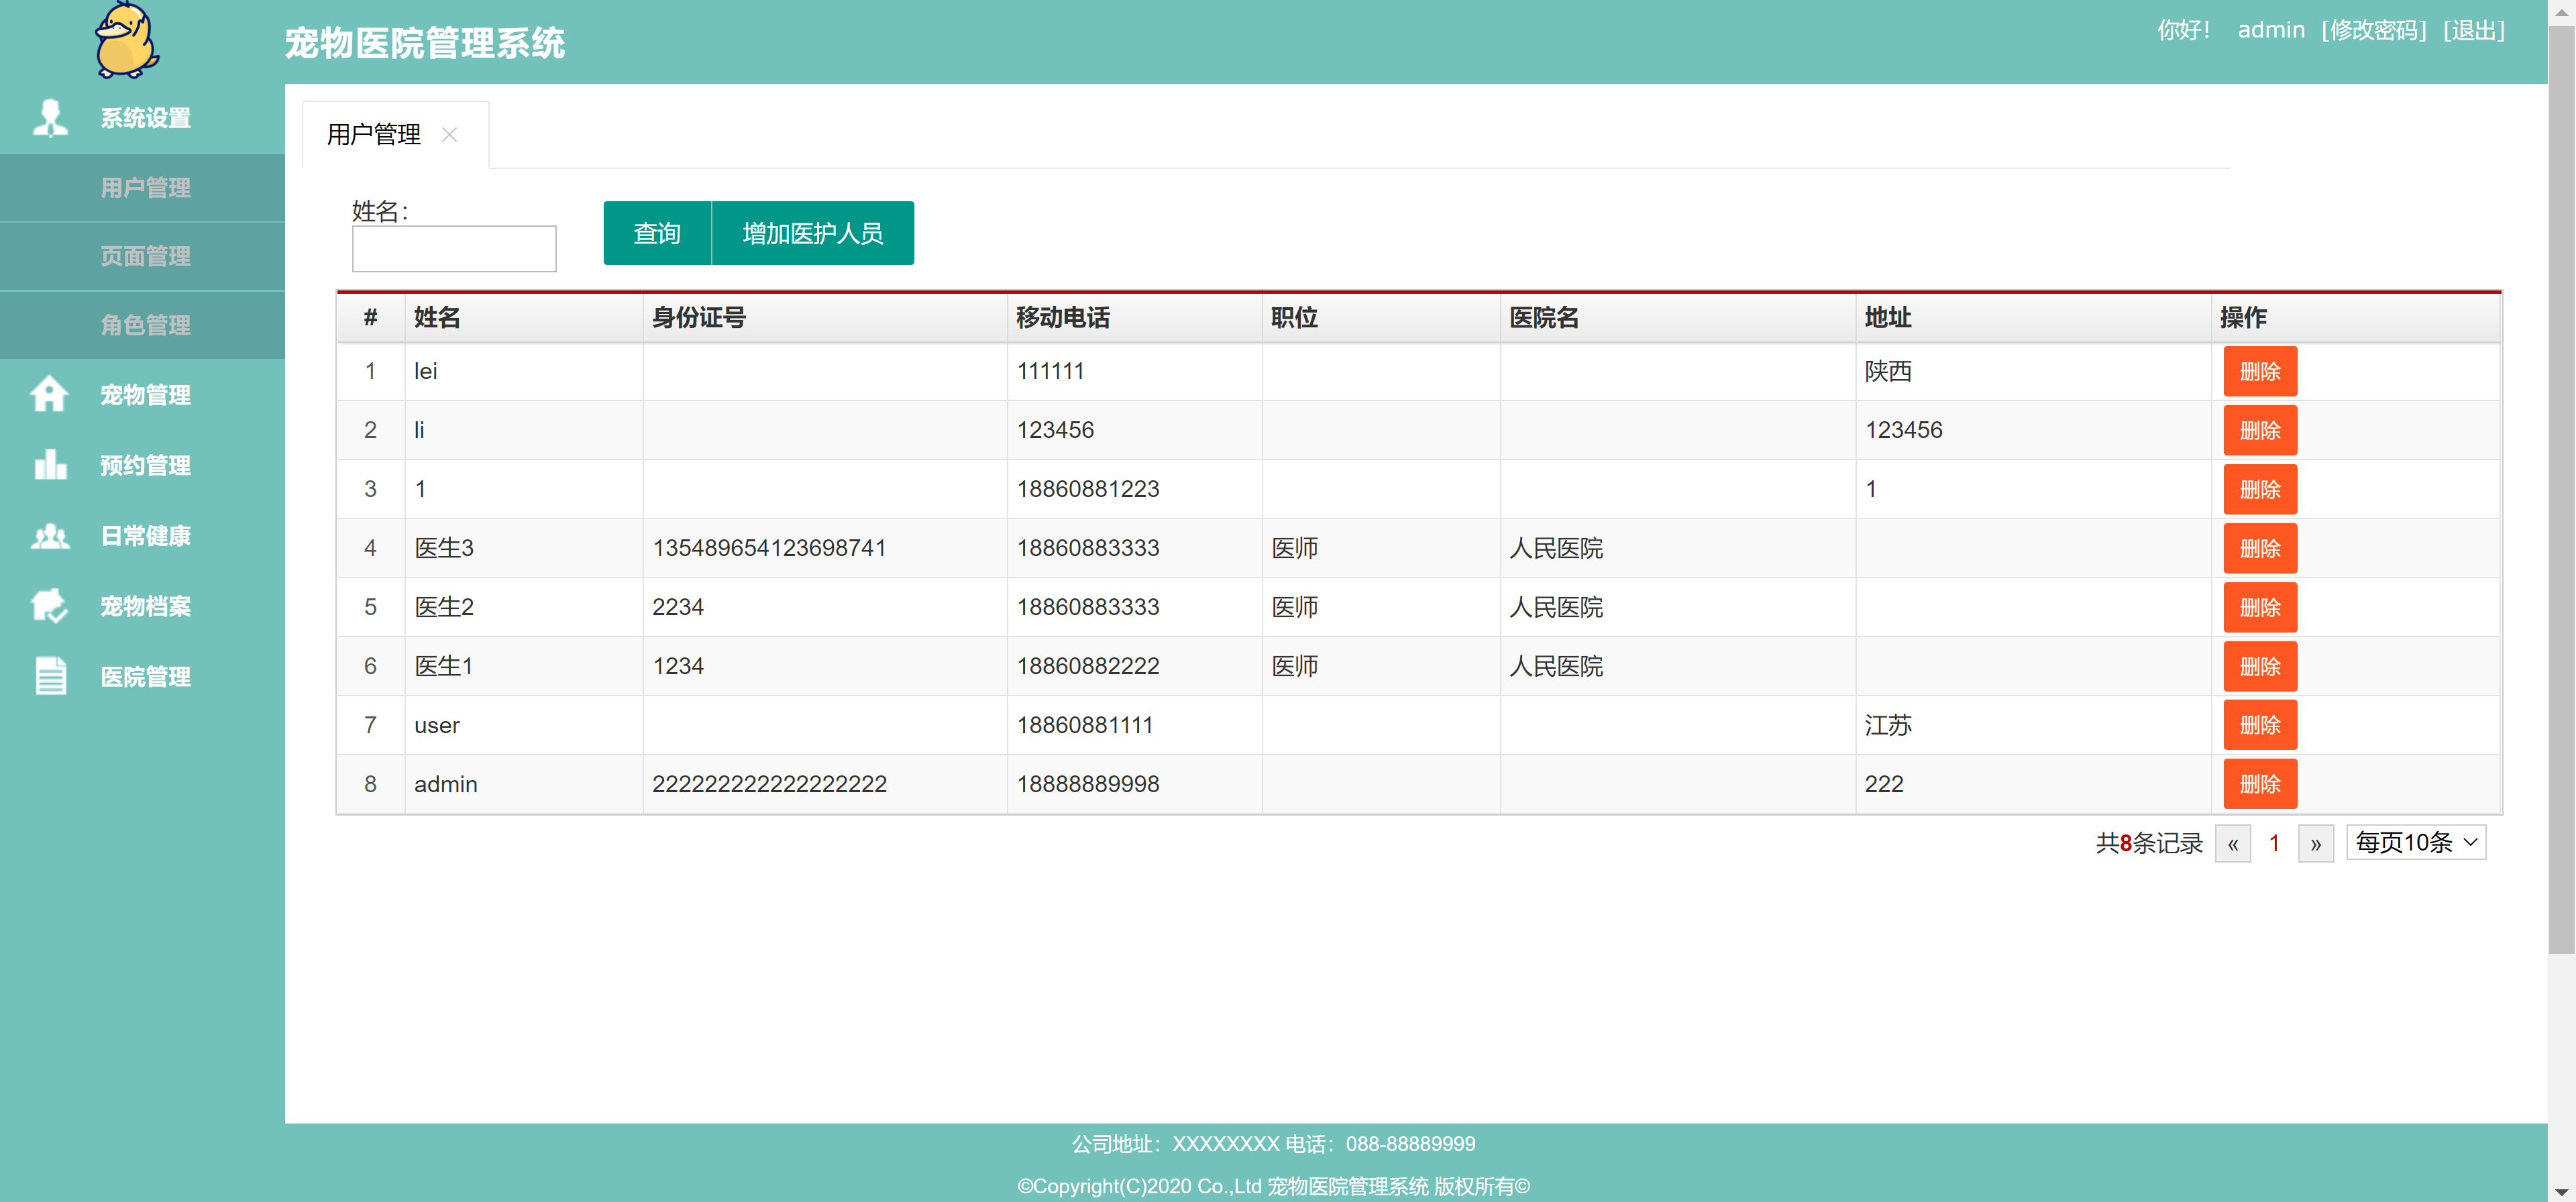 宠物医院管理系统
你好! admin [修改密码] [退出]
系统设置
用户管理
页面管理
角色管理
宠物管理
预约管理
日常健康
宠物档案
医院管理
用户管理 ×
姓名：
查询 增加医护人员
# 姓名 身份证号 移动电话 职位 医院名 地址 操作
1 lei 111111 陕西 删除
2 li 123456 123456 删除
3 1 18860881223 1 删除
4 医生3 135489654123698741 18860883333 医师 人民医院 删除
5 医生2 2234 18860883333 医师 人民医院 删除
6 医生1 1234 18860882222 医师 人民医院 删除
7 user 18860881111 江苏 删除
8 admin 222222222222222222 18888889998 222 删除
共8条记录 « 1 » 每页10条
公司地址：XXXXXXXX 电话：088-88889999
©Copyright(C)2020 Co.,Ltd 宠物医院管理系统 版权所有©